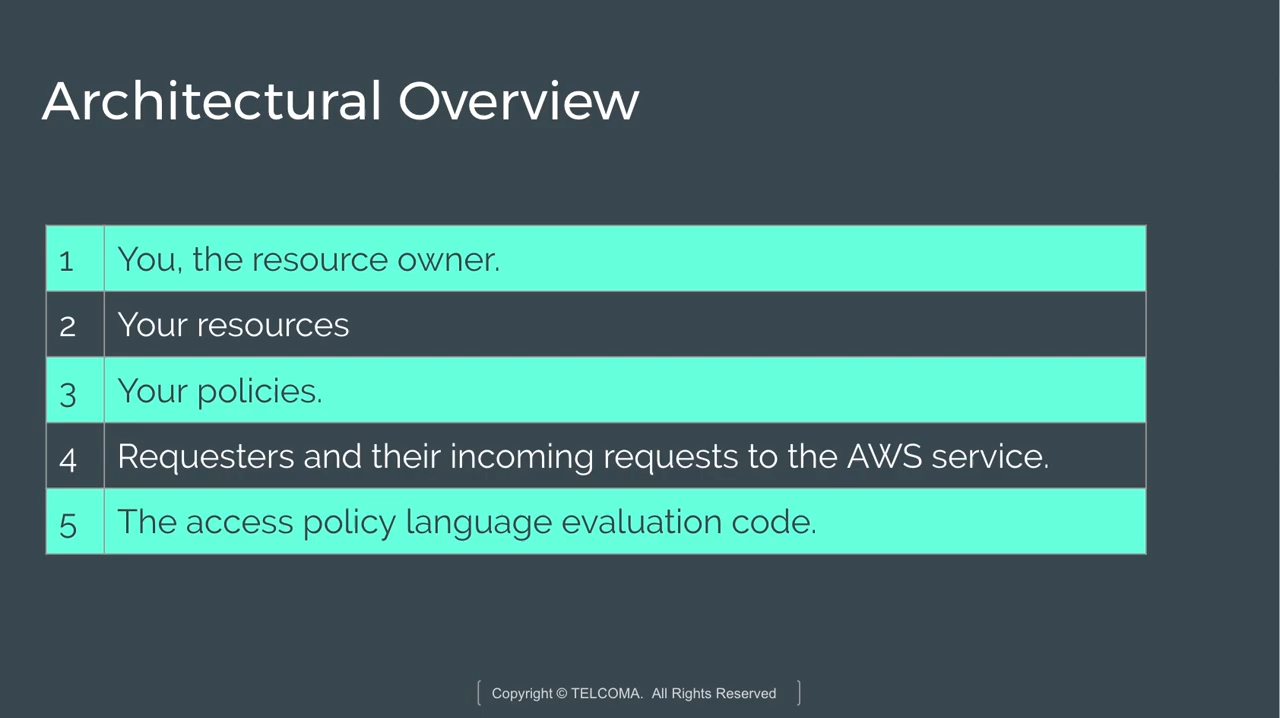 Architectural Overview
1 You, the resource owner.
2 Your resources
3 Your policies.
4 Requesters and their incoming requests to the AWS service.
5 The access policy language evaluation code.
Copyright © TELCOMA. All Rights Reserved